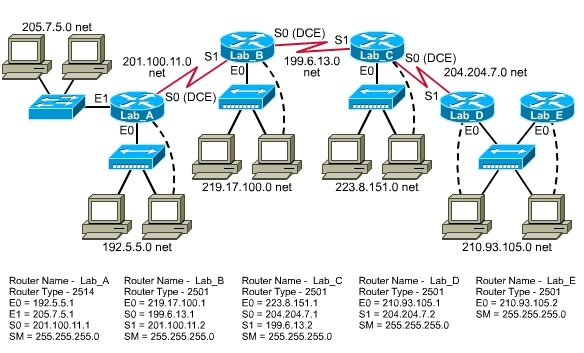 205.7.5.0 net
S0 (DCE)
S1
S0 (DCE)
201.100.11.0
net
S1
Lab_B
E0
199.6.13.0
net
Lab_C
E0
204.204.7.0 net
E1
S0 (DCE)
Lab_A
E0
S1
Lab_D
E0
Lab_E
E0
219.17.100.0 net
223.8.151.0 net
192.5.5.0 net
210.93.105.0 net
Router Name - Lab_A
Router Type - 2514
E0 = 192.5.5.1
E1 = 205.7.5.1
S0 = 201.100.11.1
SM = 255.255.255.0
Router Name - Lab_B
Router Type - 2501
E0 = 219.17.100.1
S0 = 199.6.13.1
S1 = 201.100.11.2
SM = 255.255.255.0
Router Name - Lab_C
Router Type - 2501
E0 = 223.8.151.1
S0 = 204.204.7.1
S1 = 199.6.13.2
SM = 255.255.255.0
Router Name - Lab_D
Router Type - 2501
E0 = 210.93.105.1
S1 = 204.204.7.2
SM = 255.255.255.0
Router Name - Lab_E
Router Type - 2501
E0 = 210.93.105.2
SM = 255.255.255.0